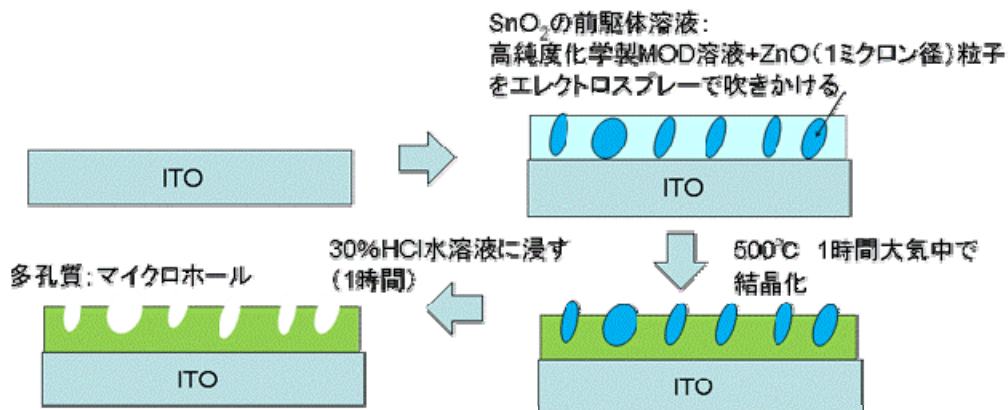 SnO2の前駆体溶液:
高純度化学製MOD溶液+ZnO(1ミクロン径)粒子
をエレクトロスプレーで吹きかける
ITO
ITO
500℃ 1時間大気中で
結晶化
30%HCl水溶液に浸す
(1時間)
多孔質:マイクロホール
ITO
ITO